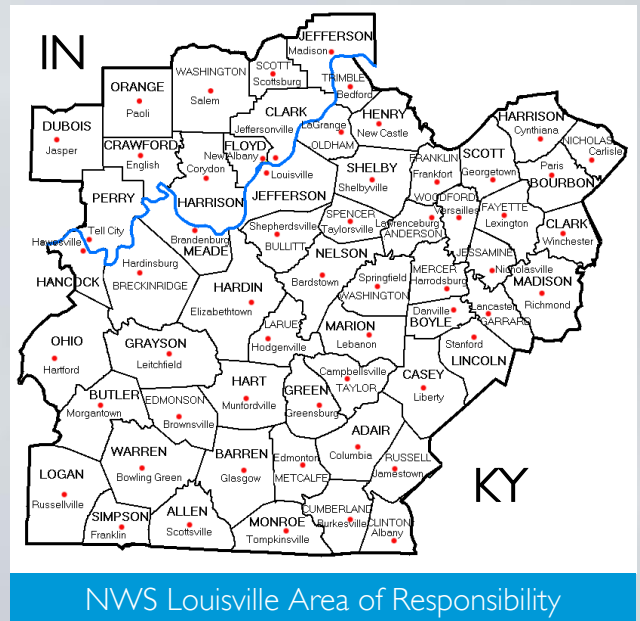 IN
JEFFERSON
Madison
SCOTT
Scottsburg
WASHINGTON
Salem
ORANGE
Paoli
TRIMBLE
Bedford
DUBOIS
Jasper
CRAWFORD
English
CLARK
Jeffersonville
LaGrange
OLDHAM
HENRY
New Castle
HARRISON
Cynthiana
NICHOLAS
Carlisle
FLOYD
New Albany
Louisville
JEFFERSON
Corydon
HARRISON
PERRY
Tell City
SHELBY
Shelbyville
FRANKLIN
Frankfort
SCOTT
Georgetown
Paris
BOURBON
WOODFORD
Versailles
FAYETTE
Lexington
CLARK
Winchester
Hawesville
HANCOCK
Brandenburg
MEADE
Hardinsburg
BRECKINRIDGE
Shepherdsville
BULLITT
SPENCER
Taylorsville
Lawrenceburg
ANDERSON
NELSON
Bardstown
Springfield
WASHINGTON
MERCER
Harrodsburg
JESSAMINE
Nicholasville
MADISON
Richmond
HARDIN
Elizabethtown
LARUE
Hodgenville
MARION
Lebanon
Danville
BOYLE
Lancaster
GARRARD
Stanford
LINCOLN
OHIO
Hartford
GRAYSON
Leitchfield
HART
Munfordville
GREEN
Greensburg
Campbellsville
TAYLOR
CASEY
Liberty
BUTLER
Morgantown
EDMONSON
Brownsville
WARREN
Bowling Green
BARREN
Glasgow
Edmonton
METCALFE
ADAIR
Columbia
RUSSELL
Jamestown
LOGAN
Russellville
SIMPSON
Franklin
ALLEN
Scottsville
MONROE
Tompkinsville
CUMBERLAND
Burkesville
CLINTON
Albany
KY
NWS Louisville Area of Responsibility